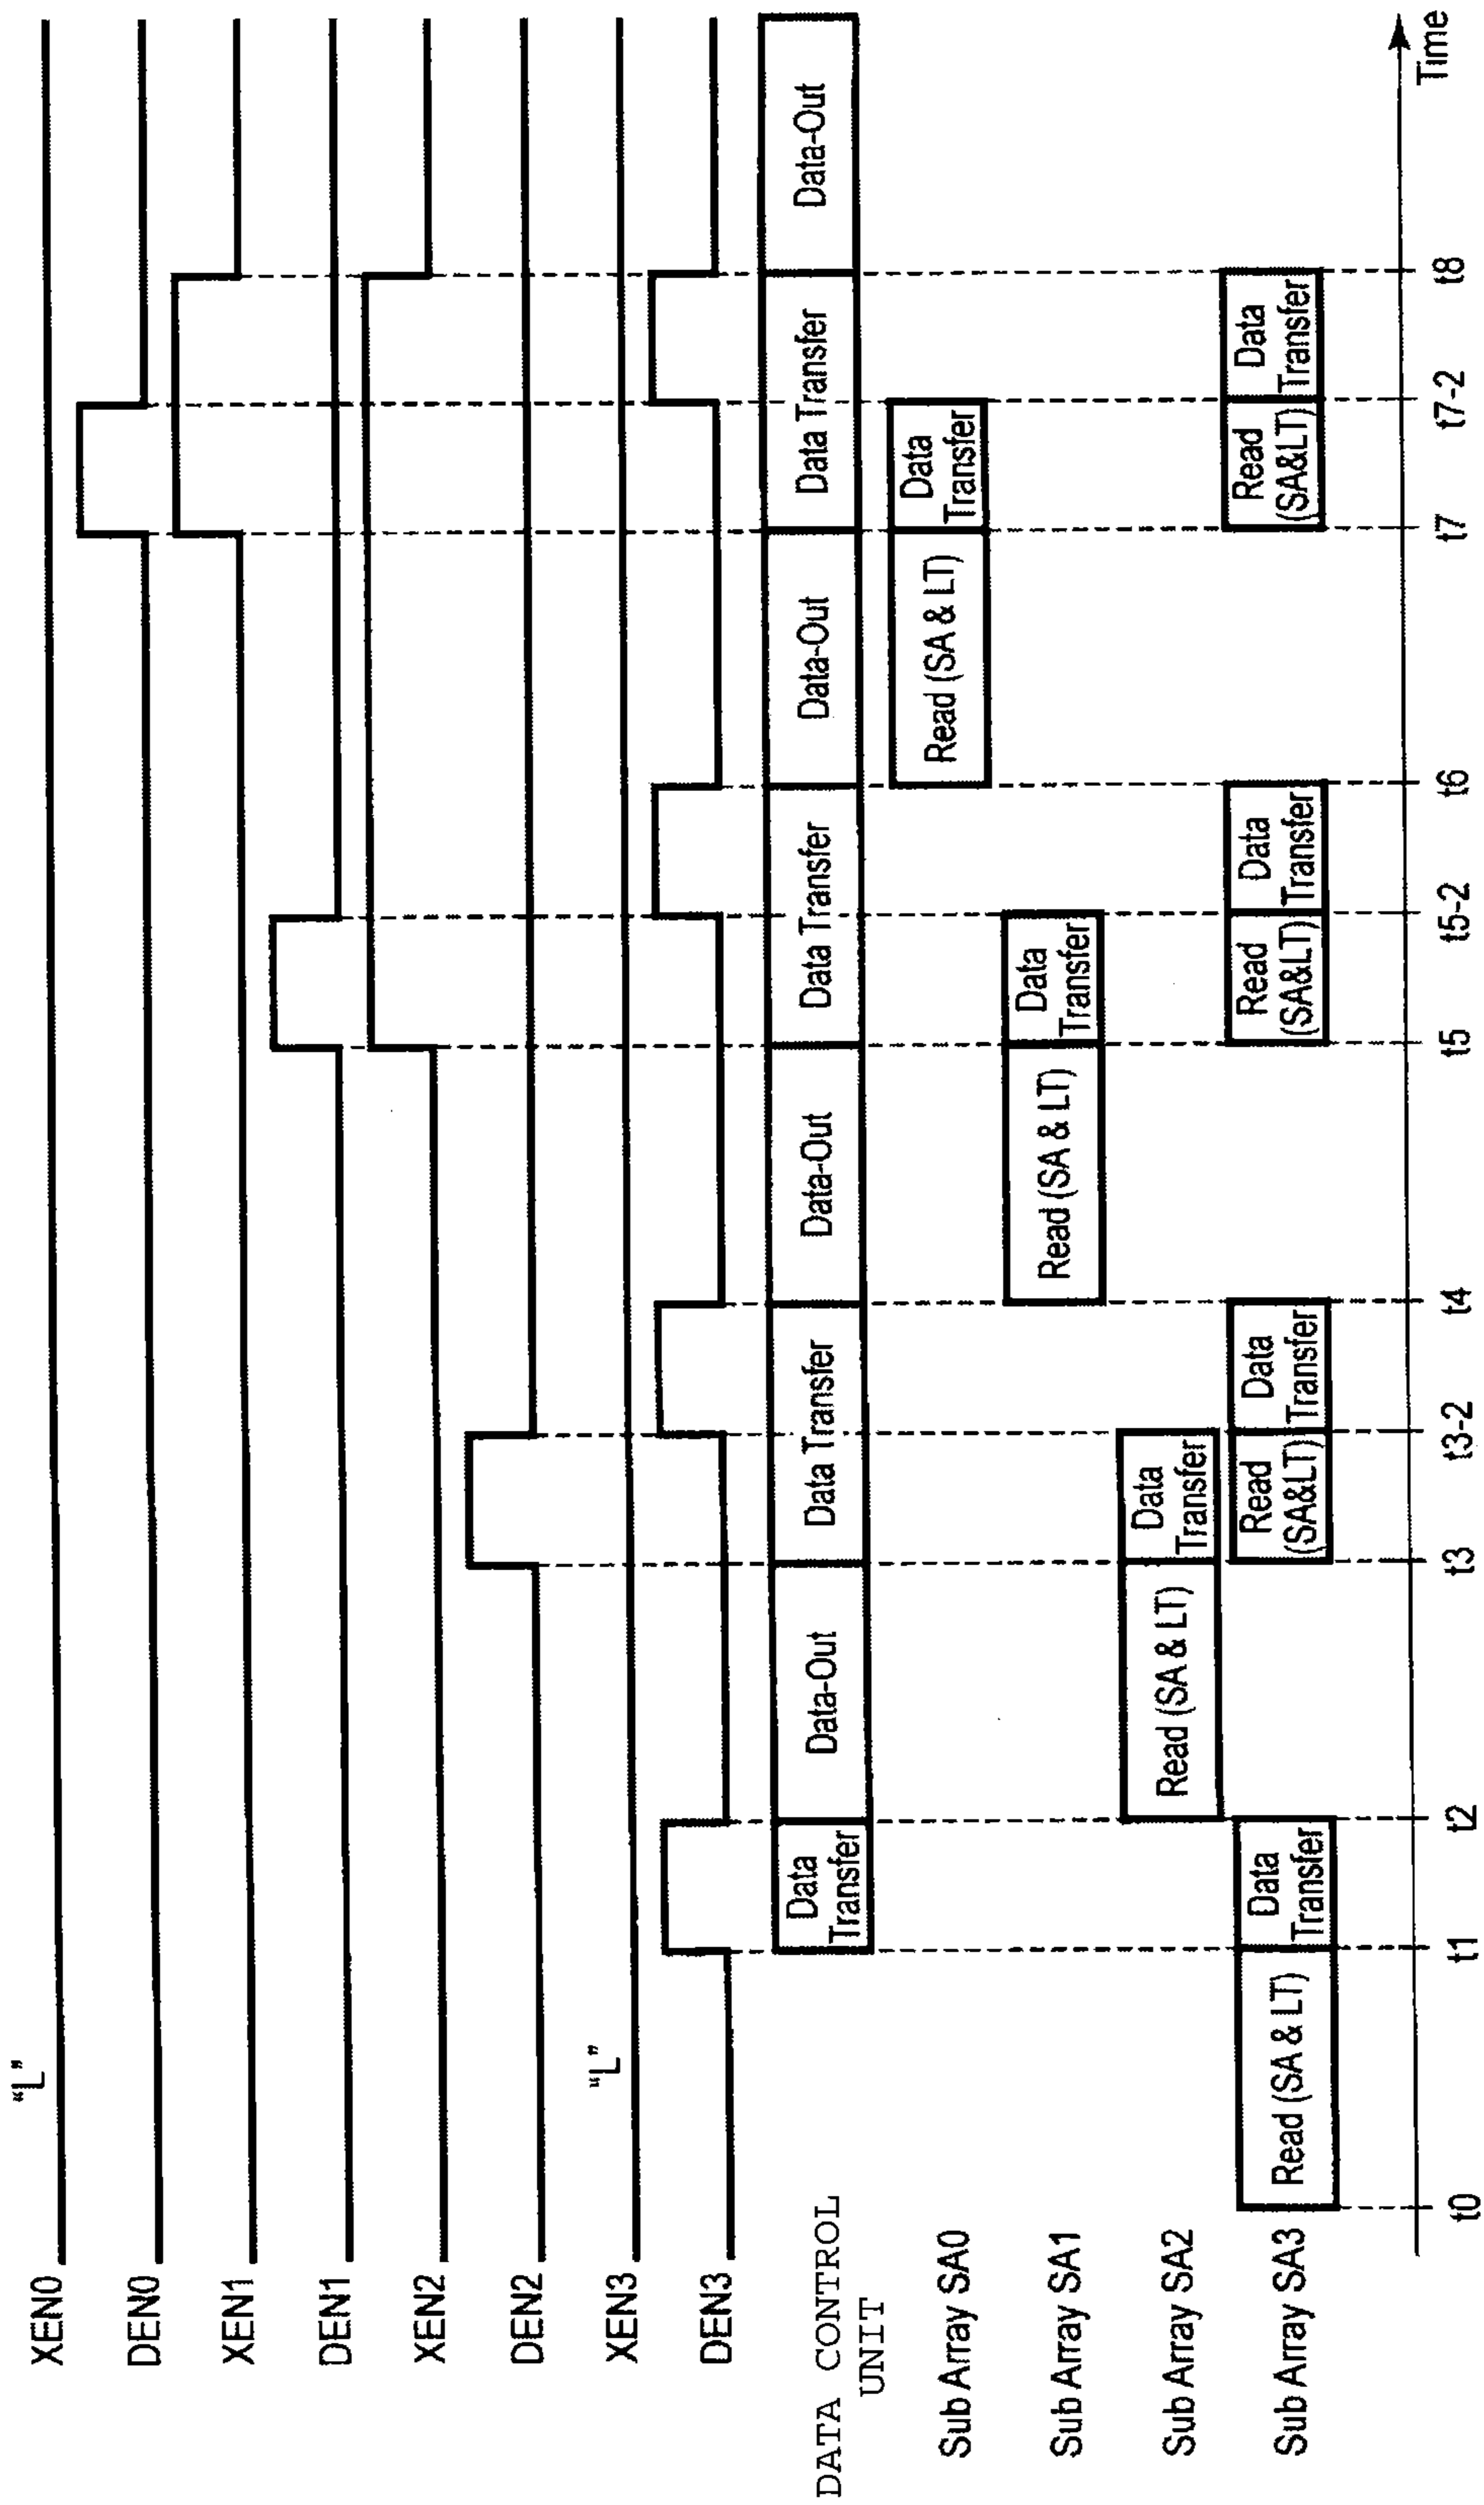 XEN0
"L"
DEN0
XEN1
DEN1
XEN2
DEN2
XEN3
"L"
DEN3
DATA CONTROL
UNIT
Data
Transfer
Data-Out
Data Transfer
Data-Out
Data Transfer
Data-Out
Data Transfer
Data-Out
Sub Array SA0
Read (SA & LT)
Data
Transfer
Sub Array SA1
Read (SA & LT)
Data
Transfer
Sub Array SA2
Read (SA & LT)
Data
Transfer
Sub Array SA3
Read (SA & LT)
Data
Transfer
Read
(SA&LT)
Data
Transfer
Read
(SA&LT)
Data
Transfer
Read
(SA&LT)
Data
Transfer
t0
t1
t2
t3
t3-2
t4
t5
t5-2
t6
t7
t7-2
t8
Time